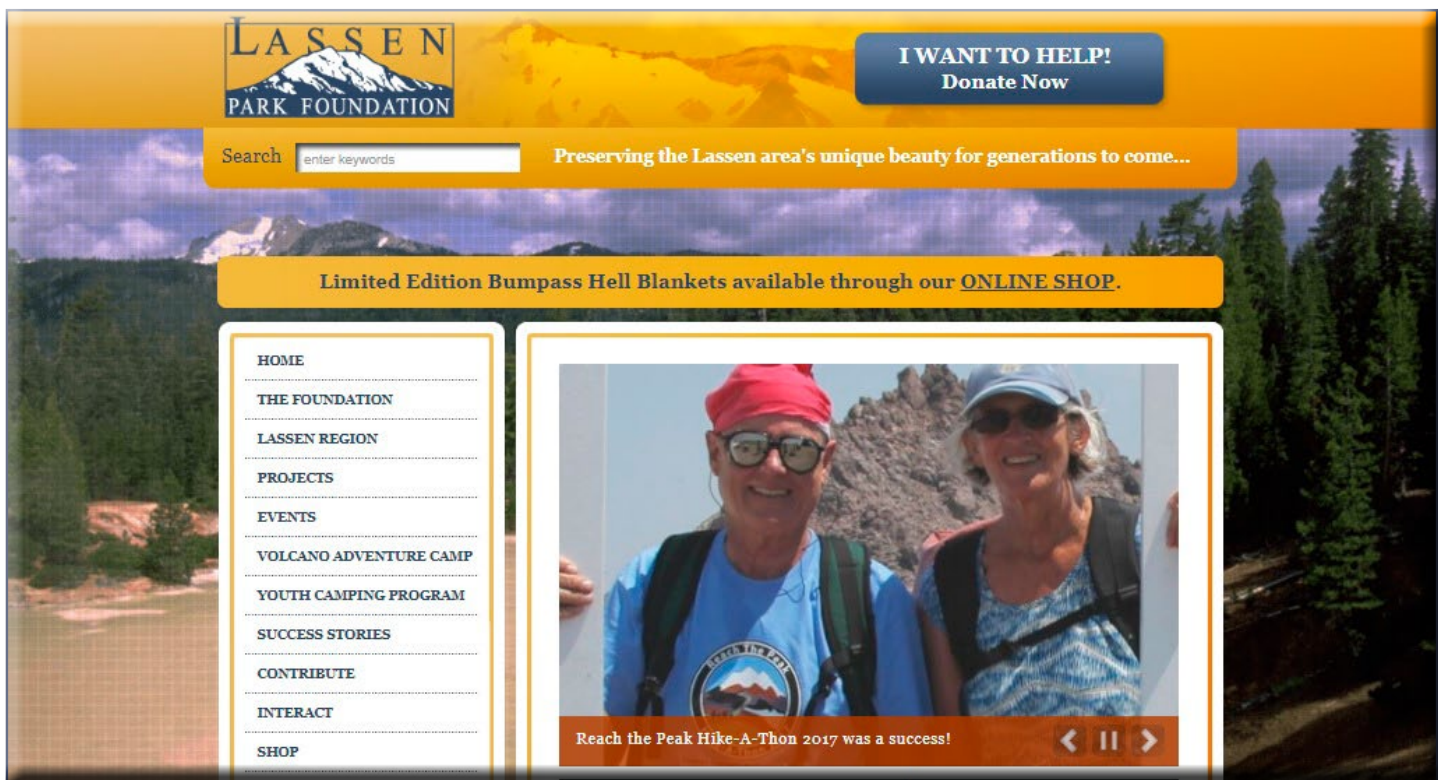 LASSEN
PARK FOUNDATION
I WANT TO HELP!
Donate Now
Search
enter keywords
Preserving the Lassen area's unique beauty for generations to come...
Limited Edition Bumpass Hell Blankets available through our ONLINE SHOP.
HOME
THE FOUNDATION
LASSEN REGION
PROJECTS
EVENTS
VOLCANO ADVENTURE CAMP
YOUTH CAMPING PROGRAM
SUCCESS STORIES
CONTRIBUTE
INTERACT
SHOP
Reach The Peak
Reach the Peak Hike-A-Thon 2017 was a success!